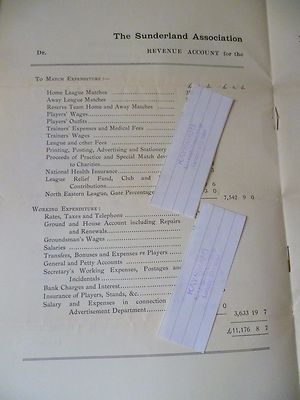 The Sunderland Association
Dr. REVENUE ACCOUNT for the
£ s. d. £ s. d.
To Match Expenditure :—
Home League Matches
Away League Matches
Reserve Team Home and Away Matches
Players' Wages
Players' Outfits
Trainers' Expenses and Medical Fees
Trainers' Wages
League and other Fees
Printing, Posting, Advertising and Stationery
Proceeds of Practice and Special Match
to Charities
National Health Insurance
League Relief Fund, Club and
Contributions
North Eastern League, Gate Percentage
7,542 9 0
Working Expenditure :
Rates, Taxes and Telephone
Ground and House Account including Repairs
and Renewals
Groundsman's Wages
Salaries
Transfers, Bonuses and Expenses re Players
General and Petty Accounts
Secretary's Working Expenses, Postages and
Incidentals
Bank Charges and Interest
Insurance of Players, Stands, &c.
Salary and Expenses in connection
Advertisement Department
3,633 19 7
£11,176 8 7